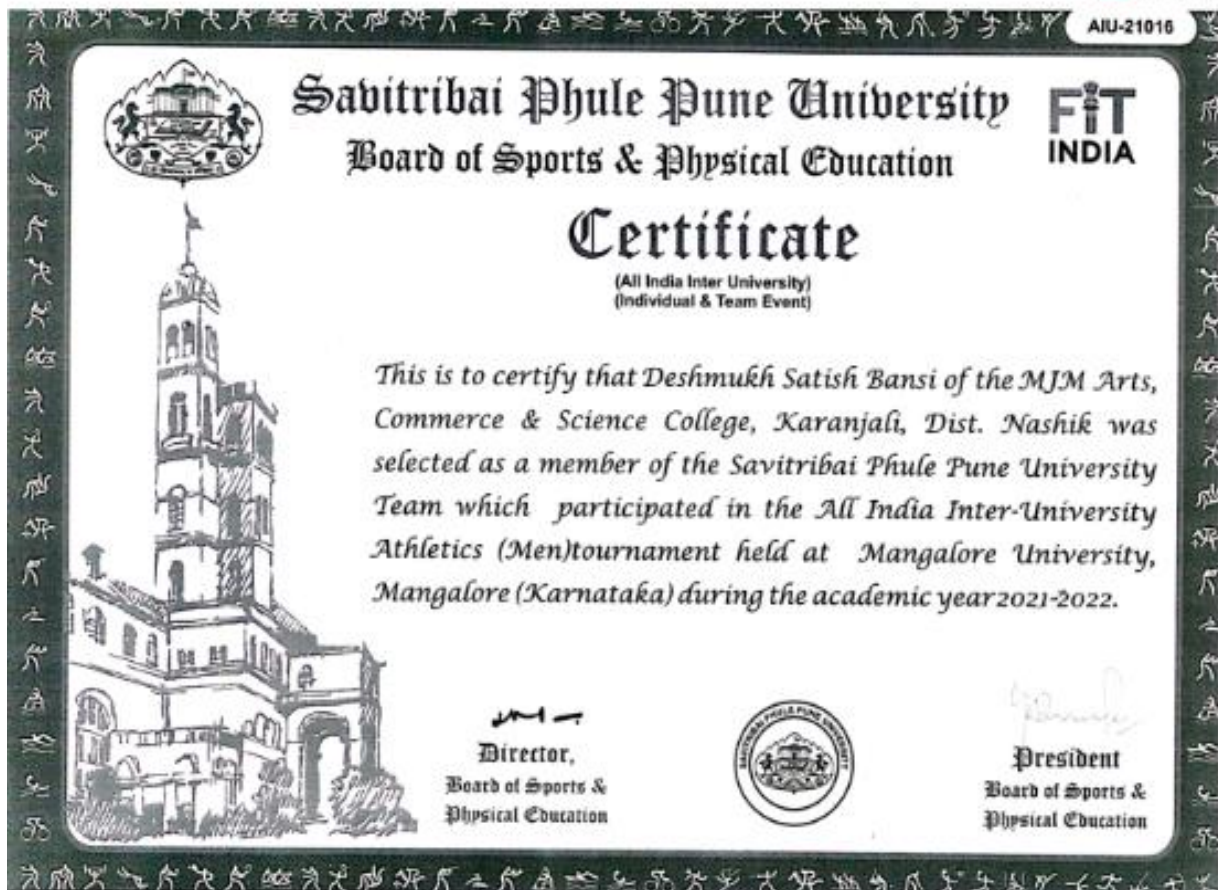 AIU-21016
Savitribai Phule Pune University
FIT
INDIA
Board of Sports & Physical Education
Certificate
(All India Inter University)
(Individual & Team Event)
This is to certify that Deshmukh Satish Bansi of the MJM Arts,
Commerce & Science College, Karanjali, Dist. Nashik was
selected as a member of the Savitribai Phule Pune University
Team which participated in the All India Inter-University
Athletics (Men)tournament held at Mangalore University,
Mangalore (Karnataka) during the academic year 2021-2022.
Director,
Board of Sports &
Physical Education
SAVITRIBAI PHULE PUNE UNIVERSITY
President
Board of Sports &
Physical Education